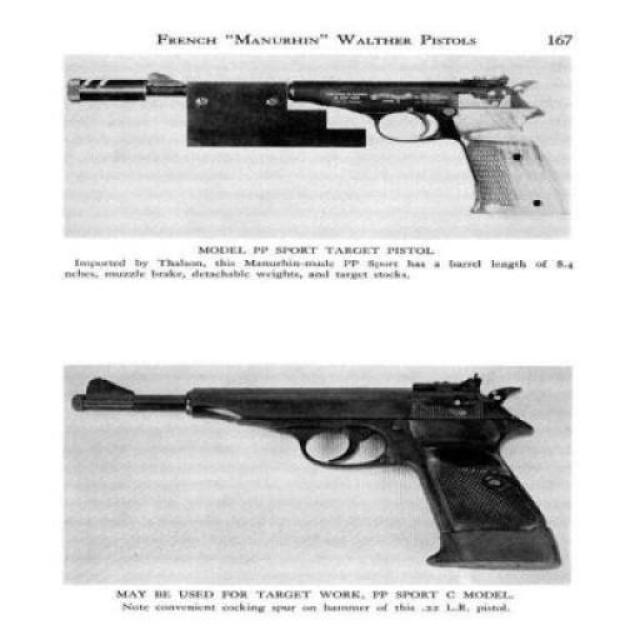 FRENCH "MANURHIN" WALTHER PISTOLS 167
MODEL PP SPORT TARGET PISTOL
Imported by Thalson, this Manurhin-made PP Sport has a barrel length of 8.4
nches, muzzle brake, detachable weights, and target stocks.
MAY BE USED FOR TARGET WORK, PP SPORT C MODEL.
Note convenient cocking spur on hammer of this .22 L.R. pistol.